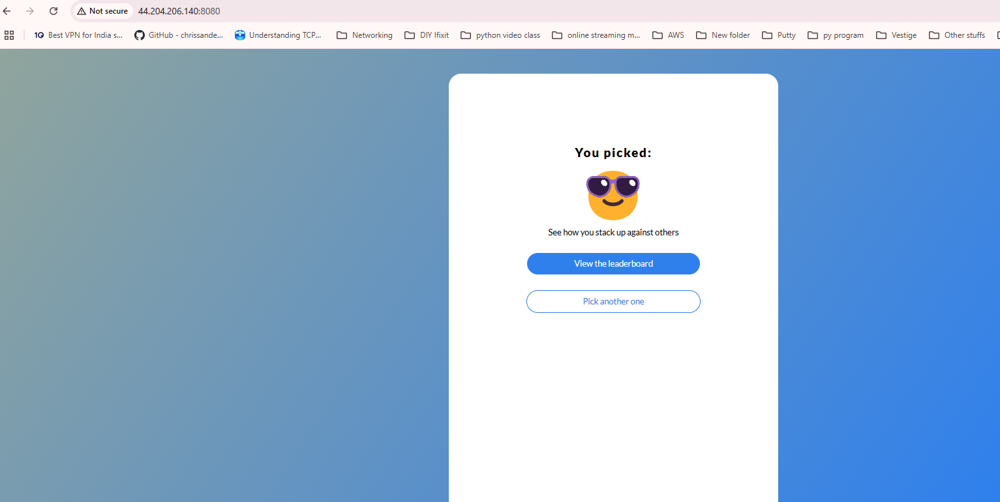 Not secure 44.204.206.140:8080
1Q Best VPN for India s... GitHub - chrissande... Understanding TCP... Networking DIY Ifixit python video class online streaming m... AWS New folder Putty py program Vestige Other stuffs
You picked:
See how you stack up against others
View the leaderboard
Pick another one